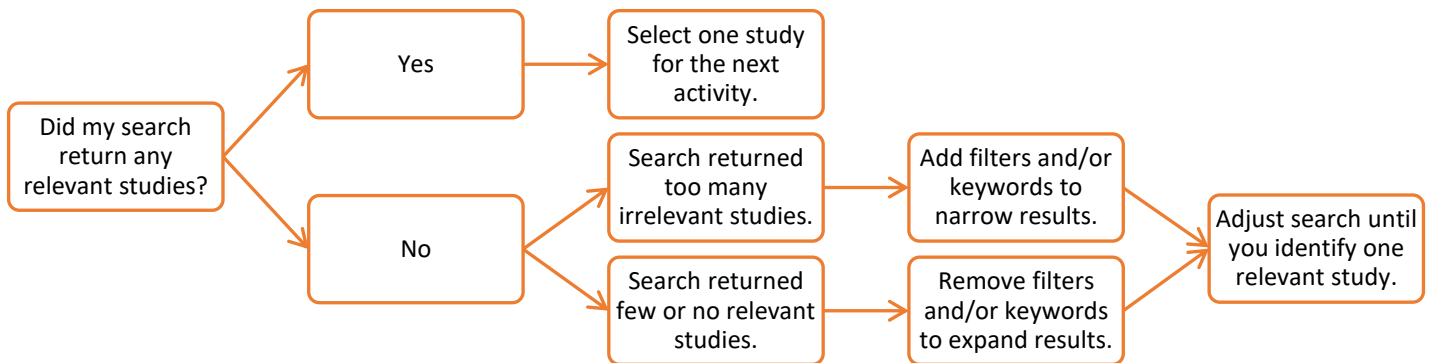 Did my search
return any
relevant studies?
Yes
Select one study
for the next
activity.
No
Search returned
too many
irrelevant studies.
Add filters and/or
keywords to
narrow results.
Search returned
few or no relevant
studies.
Remove filters
and/or keywords
to expand results.
Adjust search until
you identify one
relevant study.